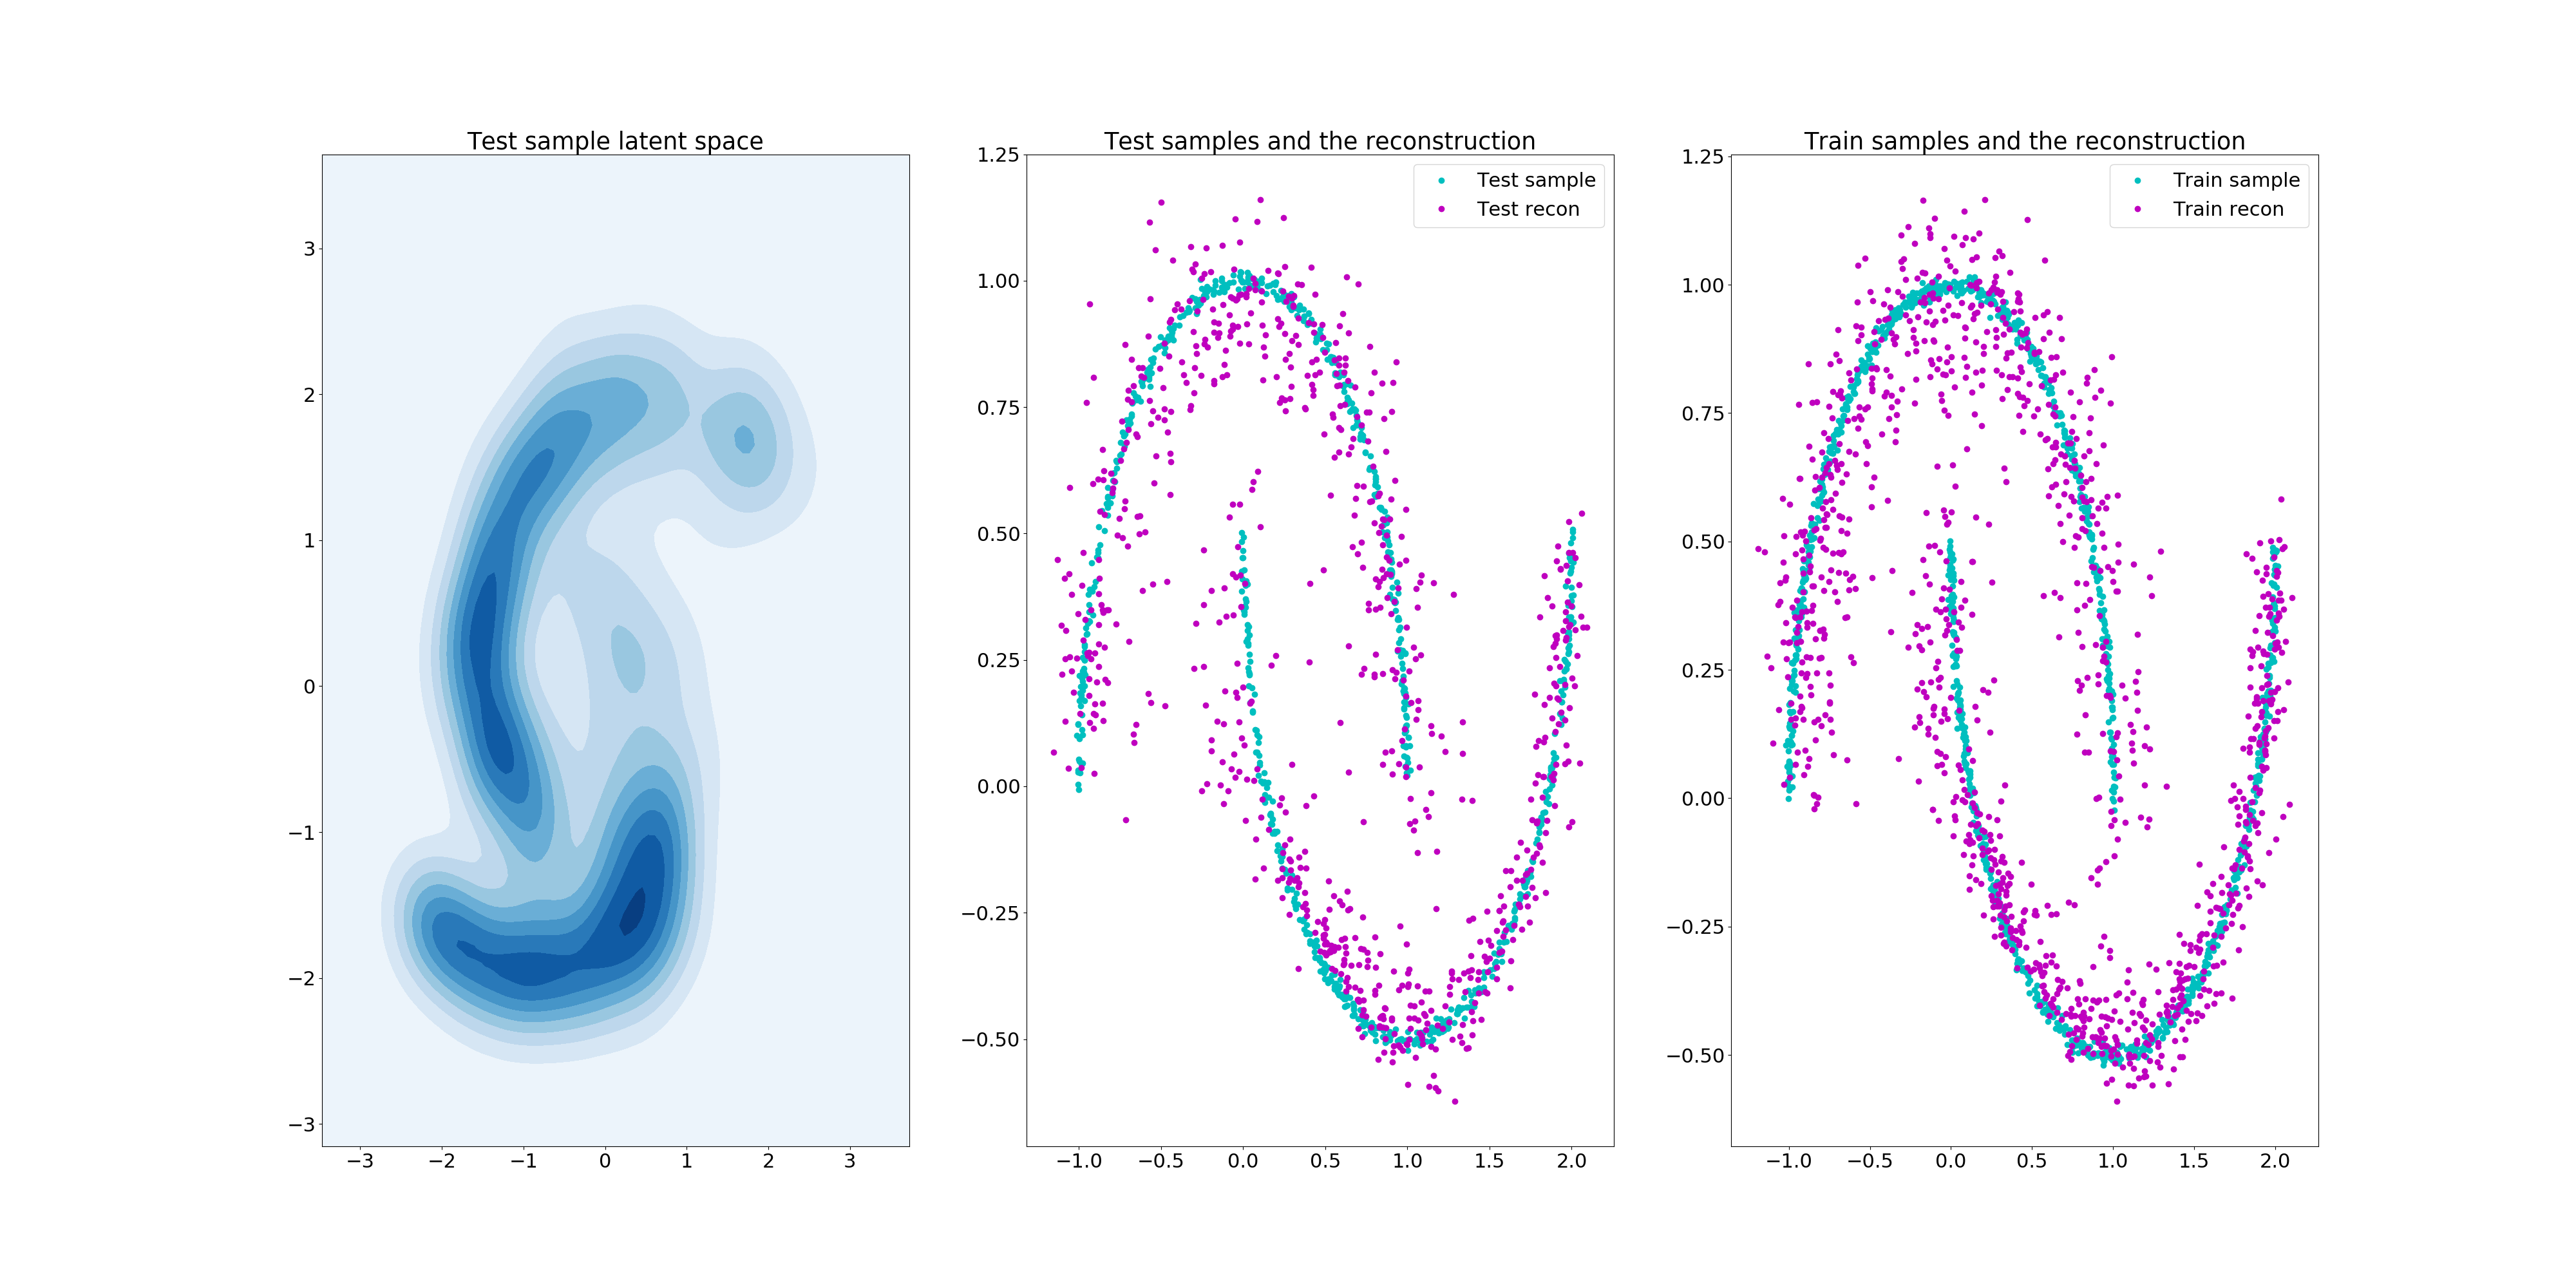 Test sample latent space
3
2
1
0
−1
−2
−3
−3 −2 −1 0 1 2 3
Test samples and the reconstruction
Test sample
Test recon
1.25
1.00
0.75
0.50
0.25
0.00
−0.25
−0.50
−1.0 −0.5 0.0 0.5 1.0 1.5 2.0
Train samples and the reconstruction
Train sample
Train recon
1.25
1.00
0.75
0.50
0.25
0.00
−0.25
−0.50
−1.0 −0.5 0.0 0.5 1.0 1.5 2.0